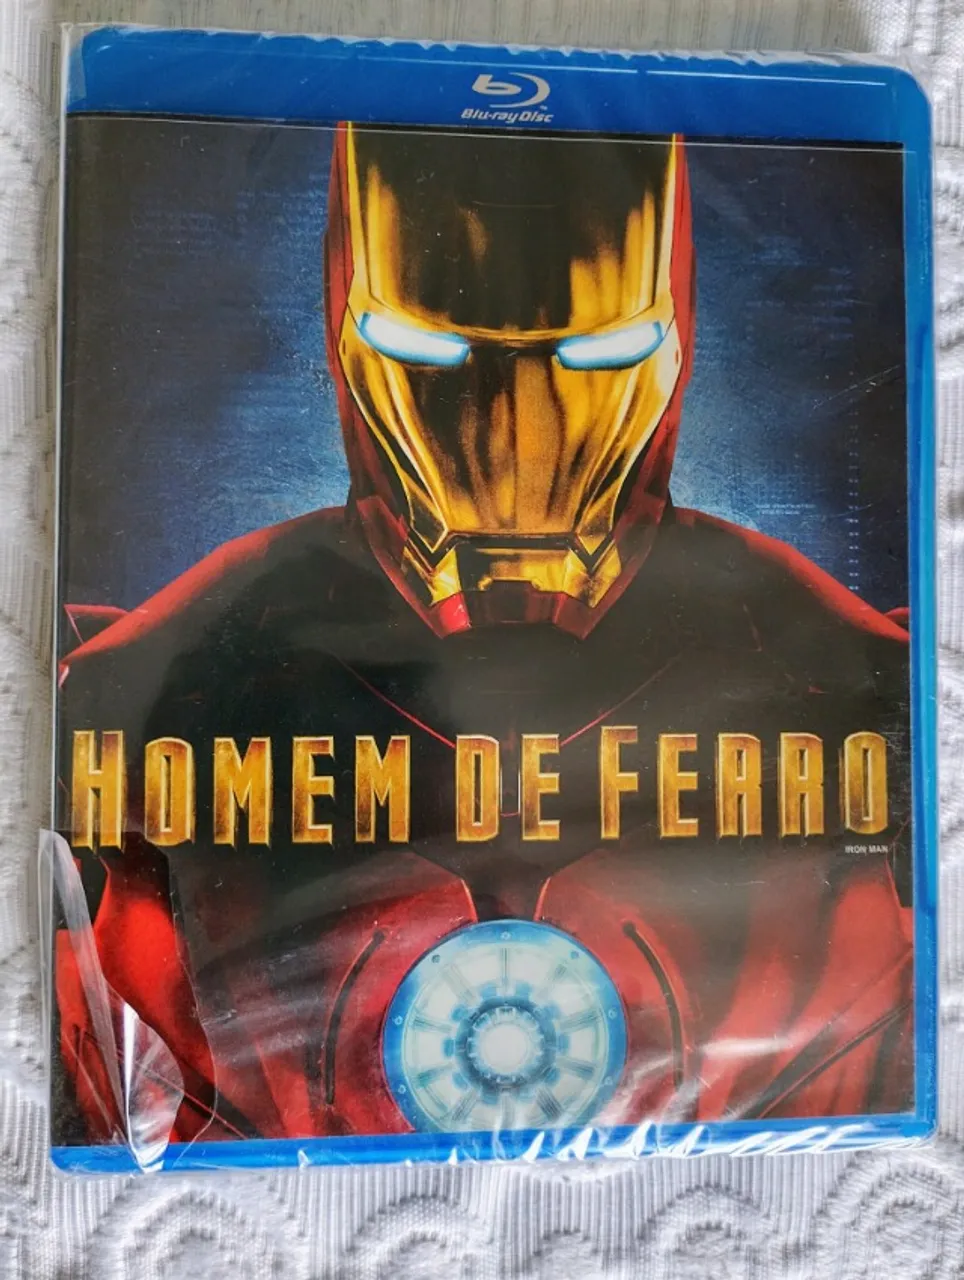 Blu-ray Disc
HOMEM DE FERRO
IRON MAN